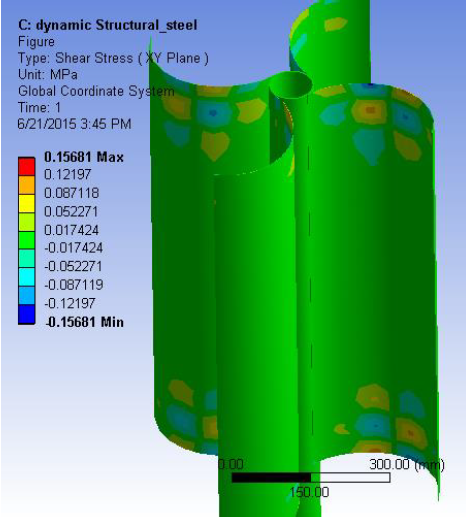 C: dynamic Structural_steel
Figure
Type: Shear Stress ( XY Plane )
Unit: MPa
Global Coordinate System
Time: 1
6/21/2015 3:45 PM
0.15681 Max
0.12197
0.087118
0.052271
0.017424
-0.017424
-0.052271
-0.087119
-0.12197
-0.15681 Min
0.00
300.00 (mm)
150.00